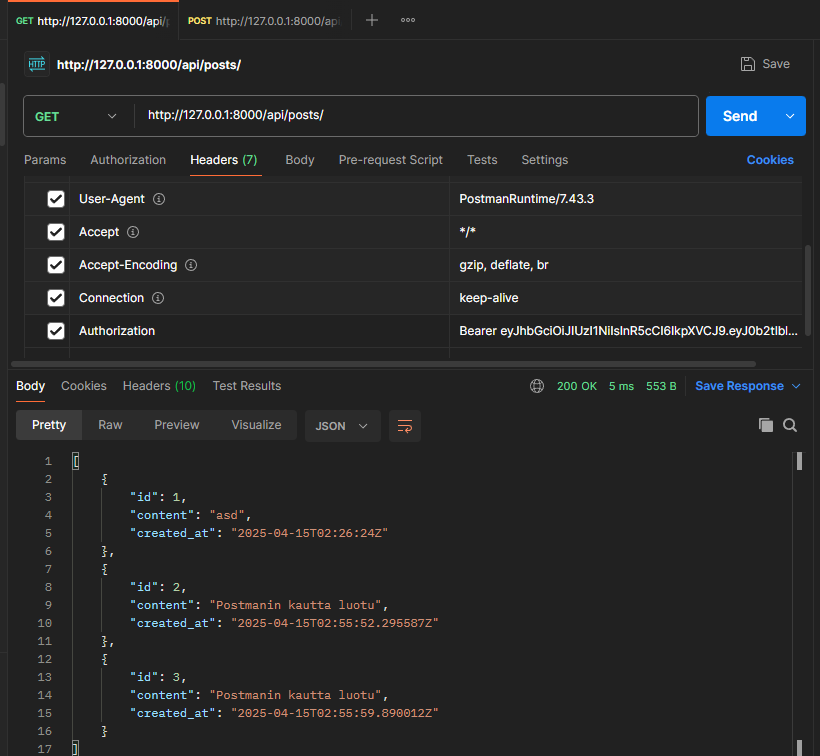 GET http://127.0.0.1:8000/api/p
POST http://127.0.0.1:8000/api
HTTP http://127.0.0.1:8000/api/posts/
Save
GET http://127.0.0.1:8000/api/posts/
Send
Params Authorization Headers (7) Body Pre-request Script Tests Settings Cookies
User-Agent PostmanRuntime/7.43.3
Accept */*
Accept-Encoding gzip, deflate, br
Connection keep-alive
Authorization Bearer eyJhbGciOiJIUzI1NiIsInR5cCI6IkpXVCJ9.eyJ0b2tlbl...
Body Cookies Headers (10) Test Results 200 OK 5 ms 553 B Save Response
Pretty Raw Preview Visualize JSON
1 [
2 {
3 "id": 1,
4 "content": "asd",
5 "created_at": "2025-04-15T02:26:24Z"
6 },
7 {
8 "id": 2,
9 "content": "Postmanin kautta luotu",
10 "created_at": "2025-04-15T02:55:52.295587Z"
11 },
12 {
13 "id": 3,
14 "content": "Postmanin kautta luotu",
15 "created_at": "2025-04-15T02:55:59.890012Z"
16 }
17 ]